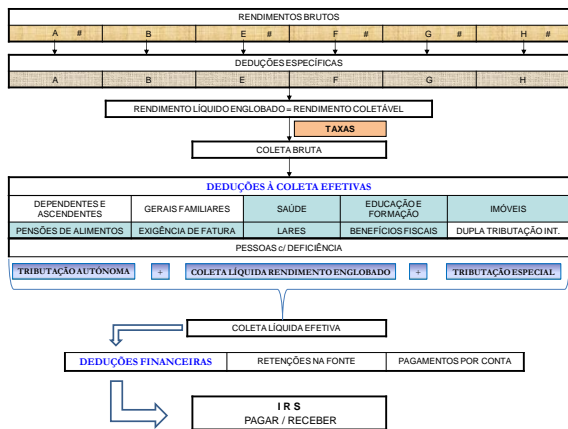 RENDIMENTOS BRUTOS
A # B E # F # G # H #
DEDUÇÕES ESPECÍFICAS
A B E F G H
RENDIMENTO LÍQUIDO ENGLOBADO = RENDIMENTO COLETÁVEL
TAXAS
COLETA BRUTA
DEDUÇÕES À COLETA EFETIVAS
DEPENDENTES E ASCENDENTES GERAIS FAMILIARES SAÚDE EDUCAÇÃO E FORMAÇÃO IMÓVEIS
PENSÕES DE ALIMENTOS EXIGÊNCIA DE FATURA LARES BENEFÍCIOS FISCAIS DUPLA TRIBUTAÇÃO INT.
PESSOAS c/ DEFICIÊNCIA
TRIBUTAÇÃO AUTÓNOMA + COLETA LÍQUIDA RENDIMENTO ENGLOBADO + TRIBUTAÇÃO ESPECIAL
COLETA LÍQUIDA EFETIVA
DEDUÇÕES FINANCEIRAS RETENÇÕES NA FONTE PAGAMENTOS POR CONTA
I R S
PAGAR / RECEBER